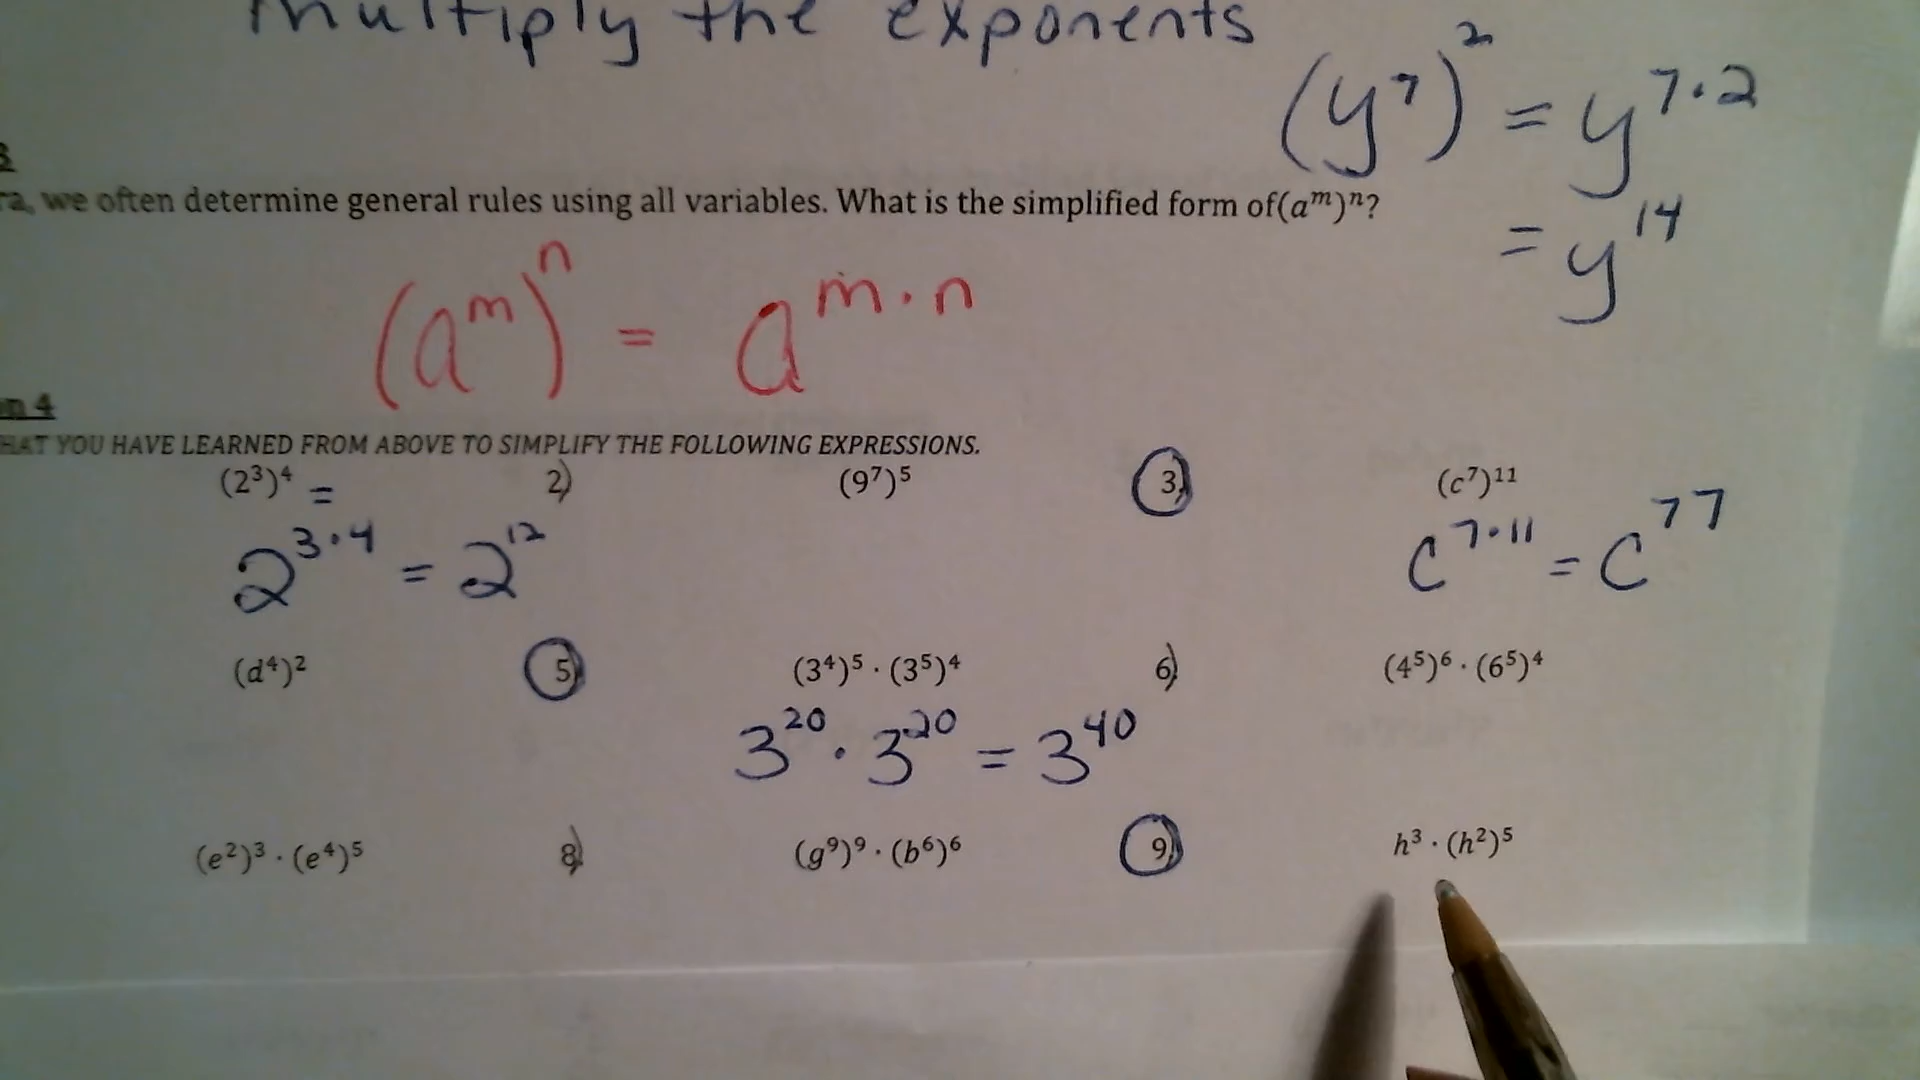 multiply the exponents
(y⁷)² = y⁷·²
= y¹⁴
3
ra, we often determine general rules using all variables. What is the simplified form of(aᵐ)ⁿ?
(aᵐ)ⁿ = aᵐ·ⁿ
on 4
HAT YOU HAVE LEARNED FROM ABOVE TO SIMPLIFY THE FOLLOWING EXPRESSIONS.
(2³)⁴ = 2) (9⁷)⁵ 3) (c⁷)¹¹
2³·⁴ = 2¹² c⁷·¹¹ = c⁷⁷
(d⁴)² 5) (3⁴)⁵ · (3⁵)⁴ 6) (4⁵)⁶ · (6⁵)⁴
3²⁰ · 3²⁰ = 3⁴⁰
(e²)³ · (e⁴)⁵ 8) (g⁹)⁹ · (b⁶)⁶ 9) h³ · (h²)⁵